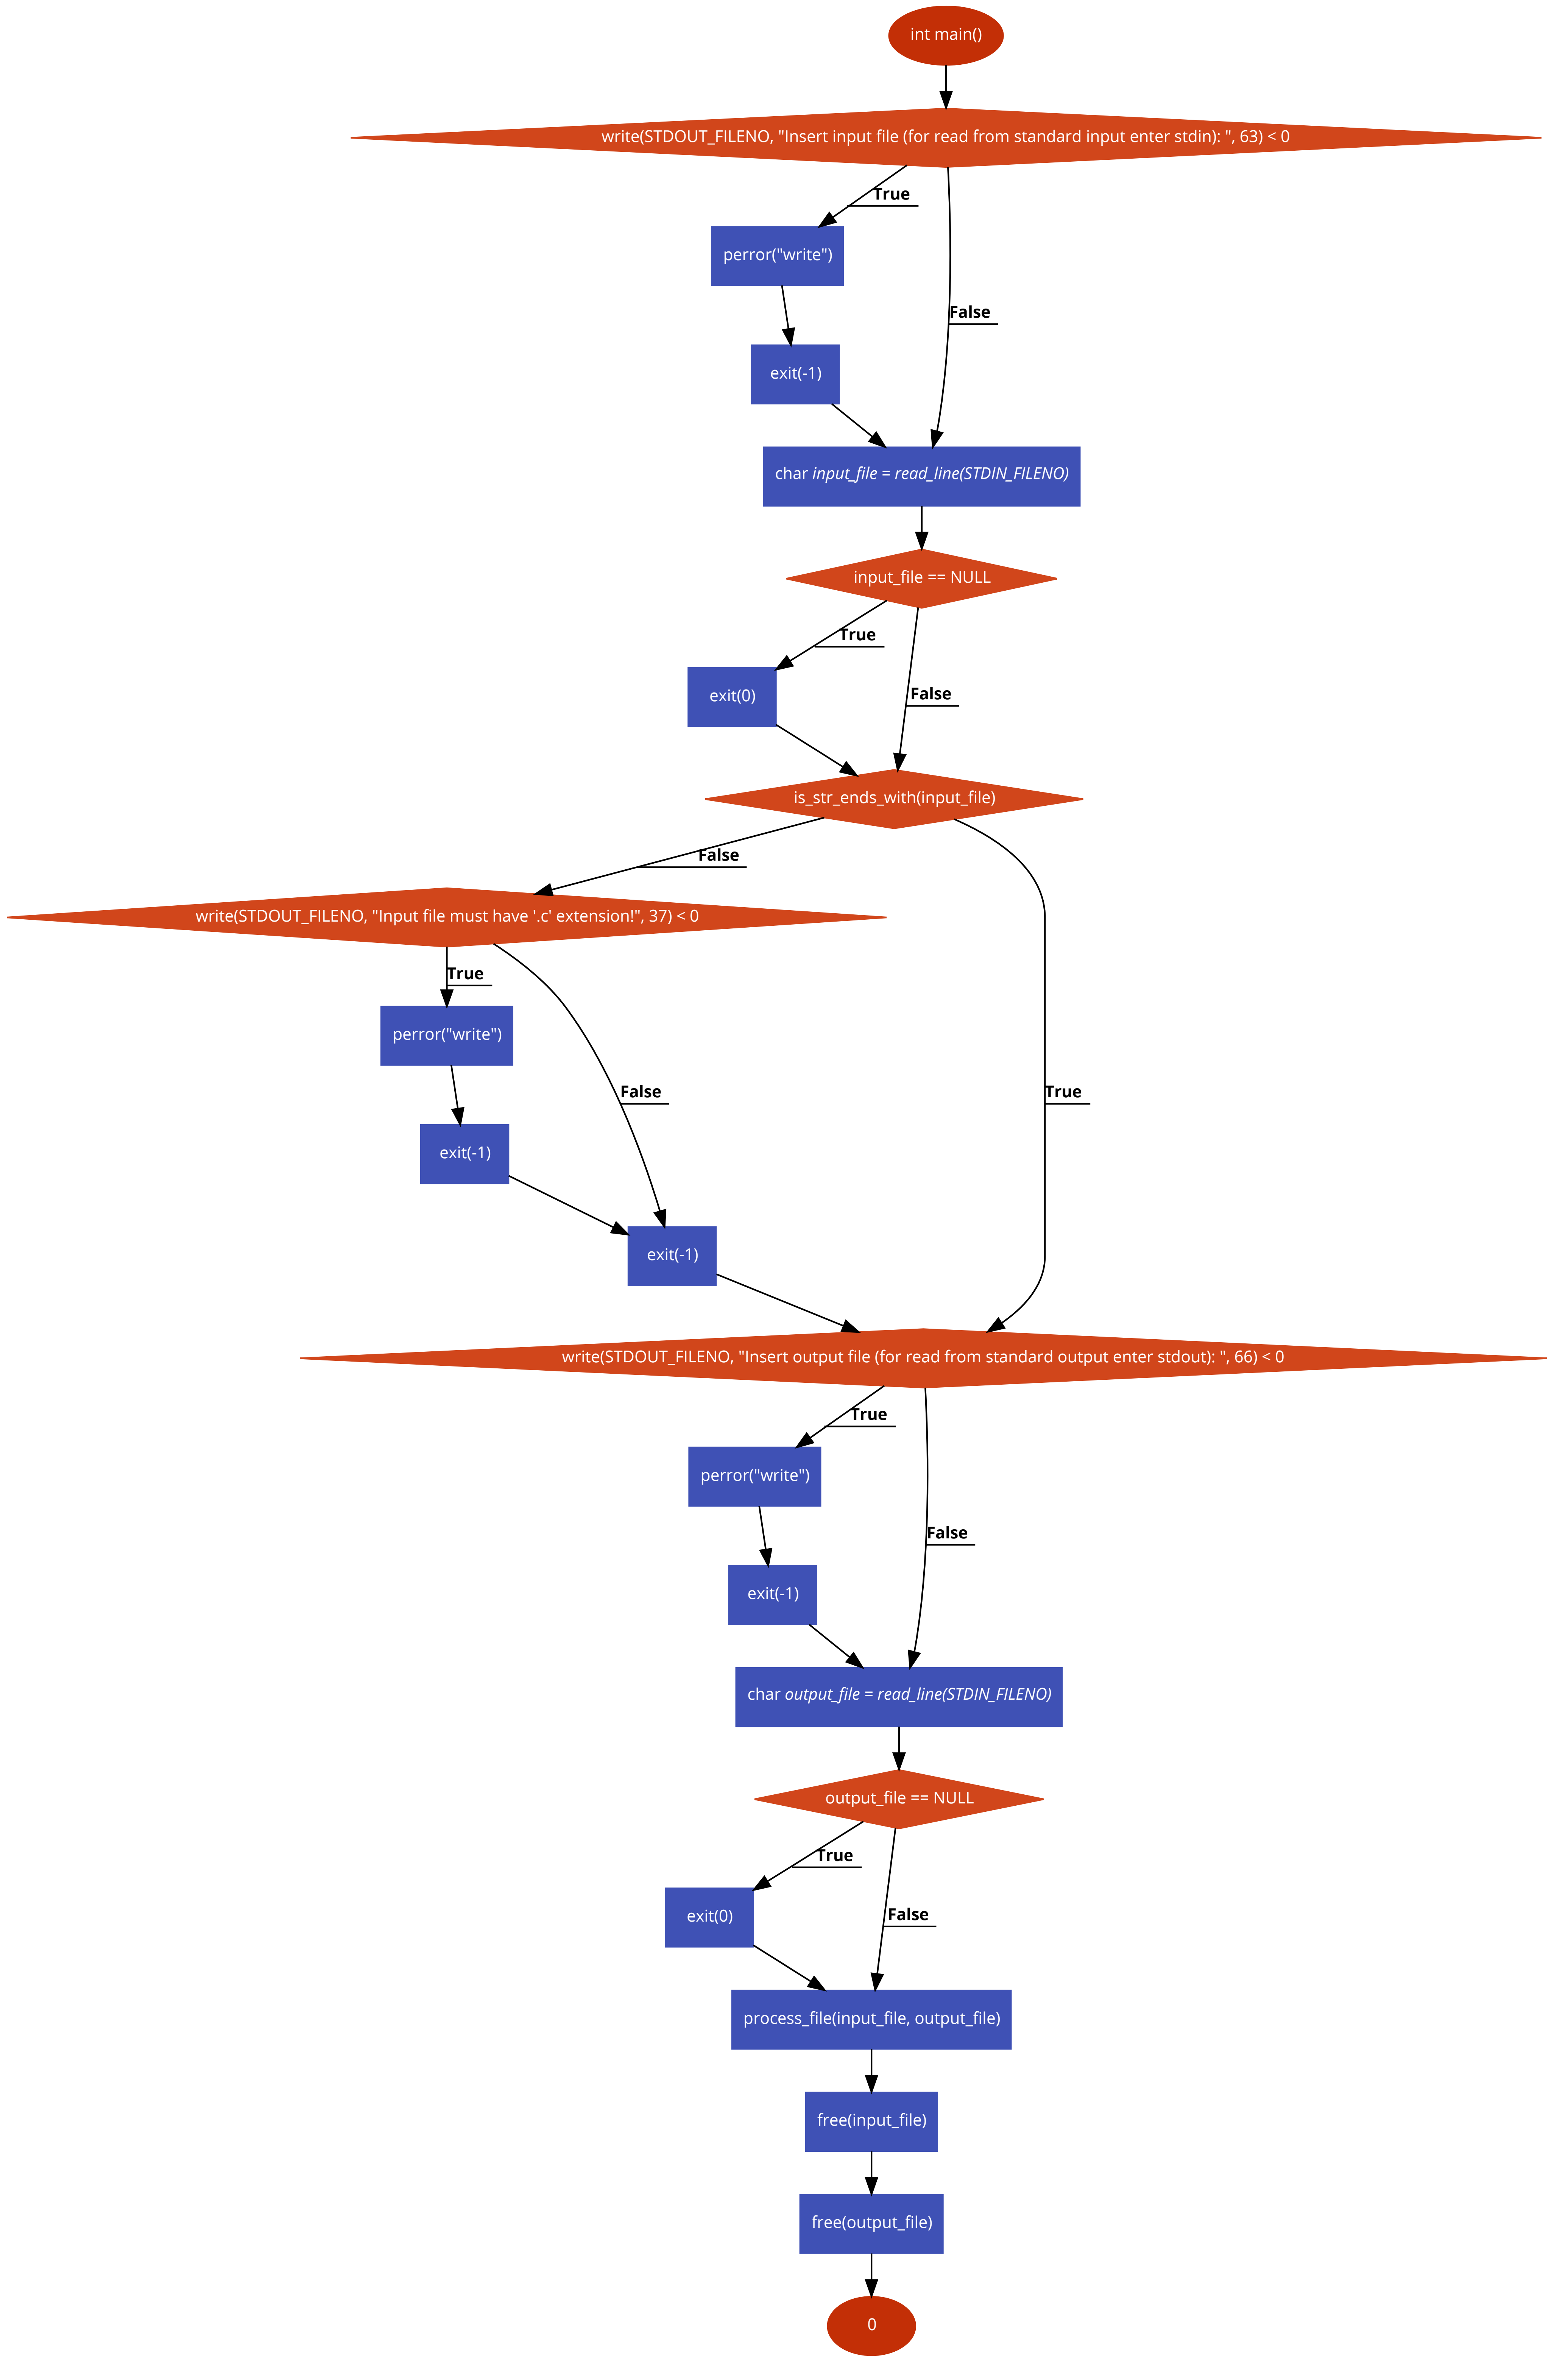 int main()
write(STDOUT_FILENO, "Insert input file (for read from standard input enter stdin): ", 63) < 0
True
perror("write")
False
exit(-1)
char input_file = read_line(STDIN_FILENO)
input_file == NULL
True
exit(0)
False
is_str_ends_with(input_file)
False
write(STDOUT_FILENO, "Input file must have '.c' extension!", 37) < 0
True
perror("write")
False
True
exit(-1)
exit(-1)
write(STDOUT_FILENO, "Insert output file (for read from standard output enter stdout): ", 66) < 0
True
perror("write")
False
exit(-1)
char output_file = read_line(STDIN_FILENO)
output_file == NULL
True
exit(0)
False
process_file(input_file, output_file)
free(input_file)
free(output_file)
0